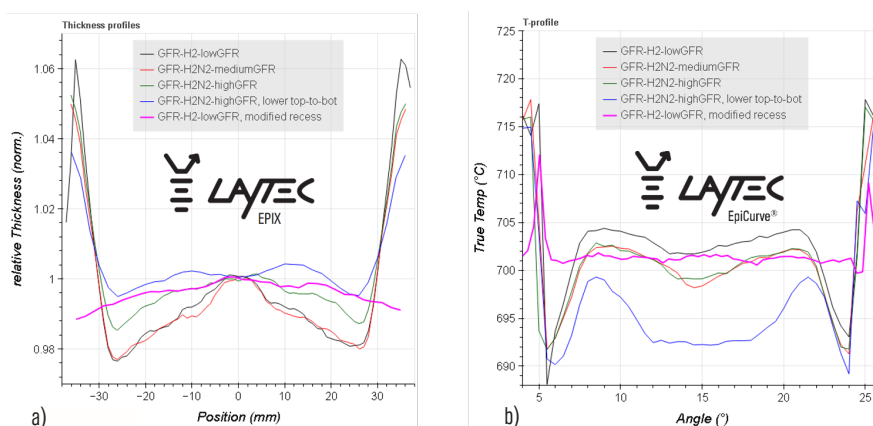 Thickness profiles
GFR-H2-lowGFR
GFR-H2N2-mediumGFR
GFR-H2N2-highGFR
GFR-H2N2-highGFR, lower top-to-bot
GFR-H2-lowGFR, modified recess
LAYTEC
EPIX
relative Thickness (norm.)
1.06
1.04
1.02
1
0.98
−30 −20 −10 0 10 20 30
Position (mm)
a)
T-profile
GFR-H2-lowGFR
GFR-H2N2-mediumGFR
GFR-H2N2-highGFR
GFR-H2N2-highGFR, lower top-to-bot
GFR-H2-lowGFR, modified recess
LAYTEC
EpiCurve®
True Temp (°C)
725
720
715
710
705
700
695
690
5 10 15 20 25
Angle (°)
b)